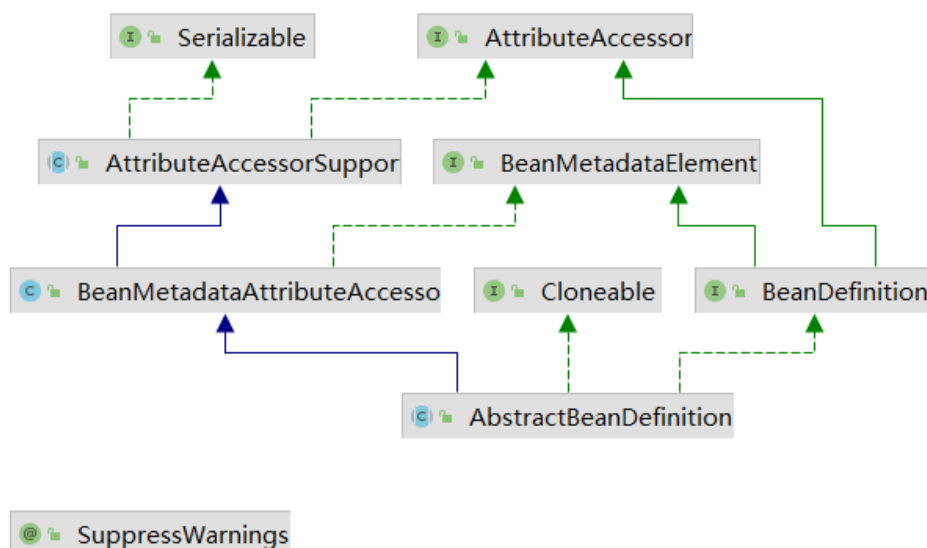 Serializable
AttributeAccessor
AttributeAccessorSuppor
BeanMetadataElement
BeanMetadataAttributeAccesso
Cloneable
BeanDefinition
AbstractBeanDefinition
SuppressWarnings